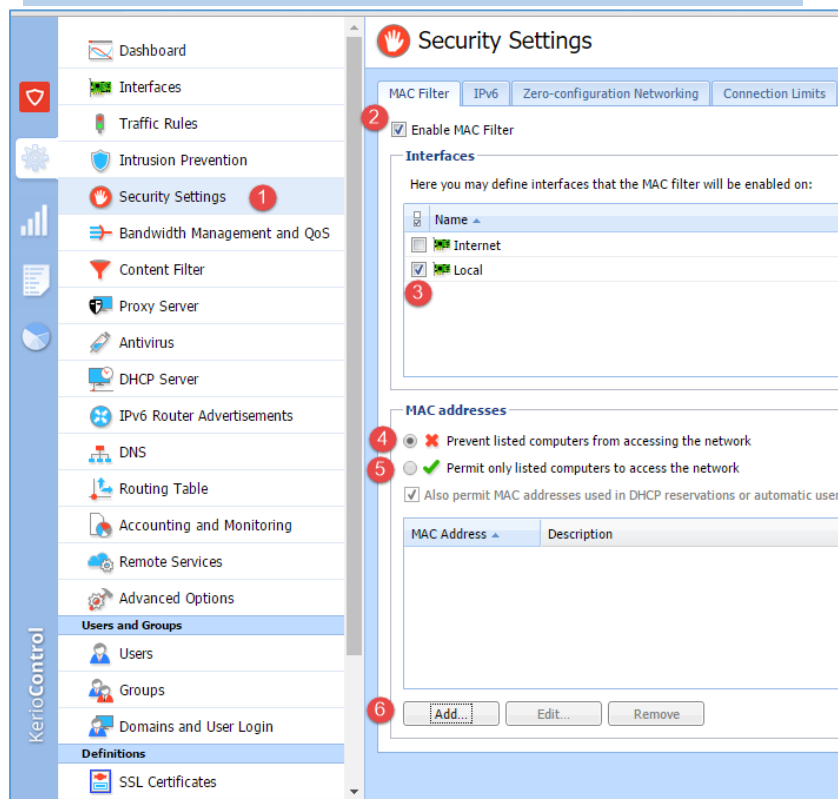 Dashboard
Interfaces
Traffic Rules
Intrusion Prevention
Security Settings 1
Bandwidth Management and QoS
Content Filter
Proxy Server
Antivirus
DHCP Server
IPv6 Router Advertisements
DNS
Routing Table
Accounting and Monitoring
Remote Services
Advanced Options
Users and Groups
Users
Groups
Domains and User Login
Definitions
SSL Certificates
KerioControl
Security Settings
MAC Filter IPv6 Zero-configuration Networking Connection Limits
2 Enable MAC Filter
Interfaces
Here you may define interfaces that the MAC filter will be enabled on:
Name
Internet
Local
3
MAC addresses
4 Prevent listed computers from accessing the network
5 Permit only listed computers to access the network
Also permit MAC addresses used in DHCP reservations or automatic user
MAC Address Description
6 Add... Edit... Remove